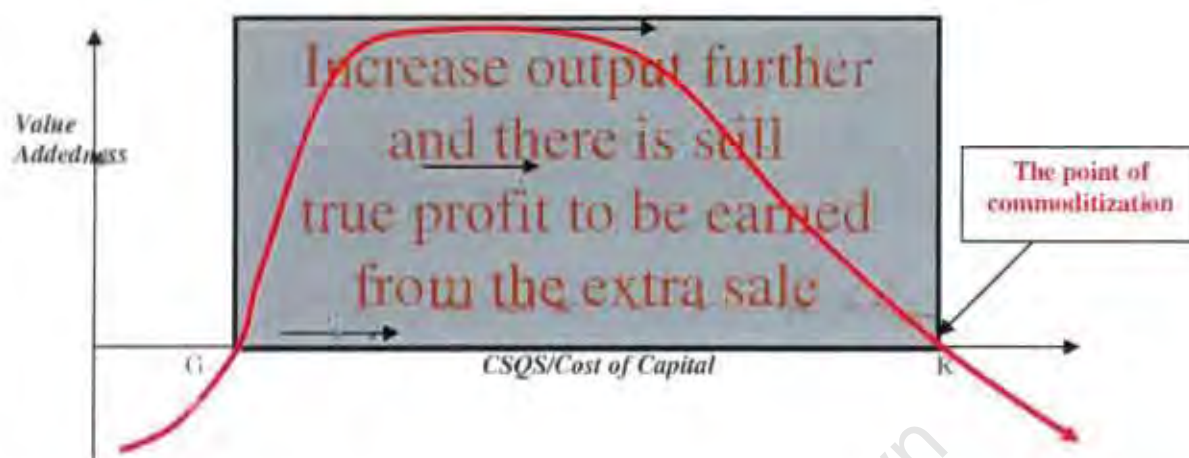 Increase output further
Value
Addedness
and there is still
The point of
commoditization
true profit to be earned
from the extra sale
G
CSQS/Cost of Capital
K